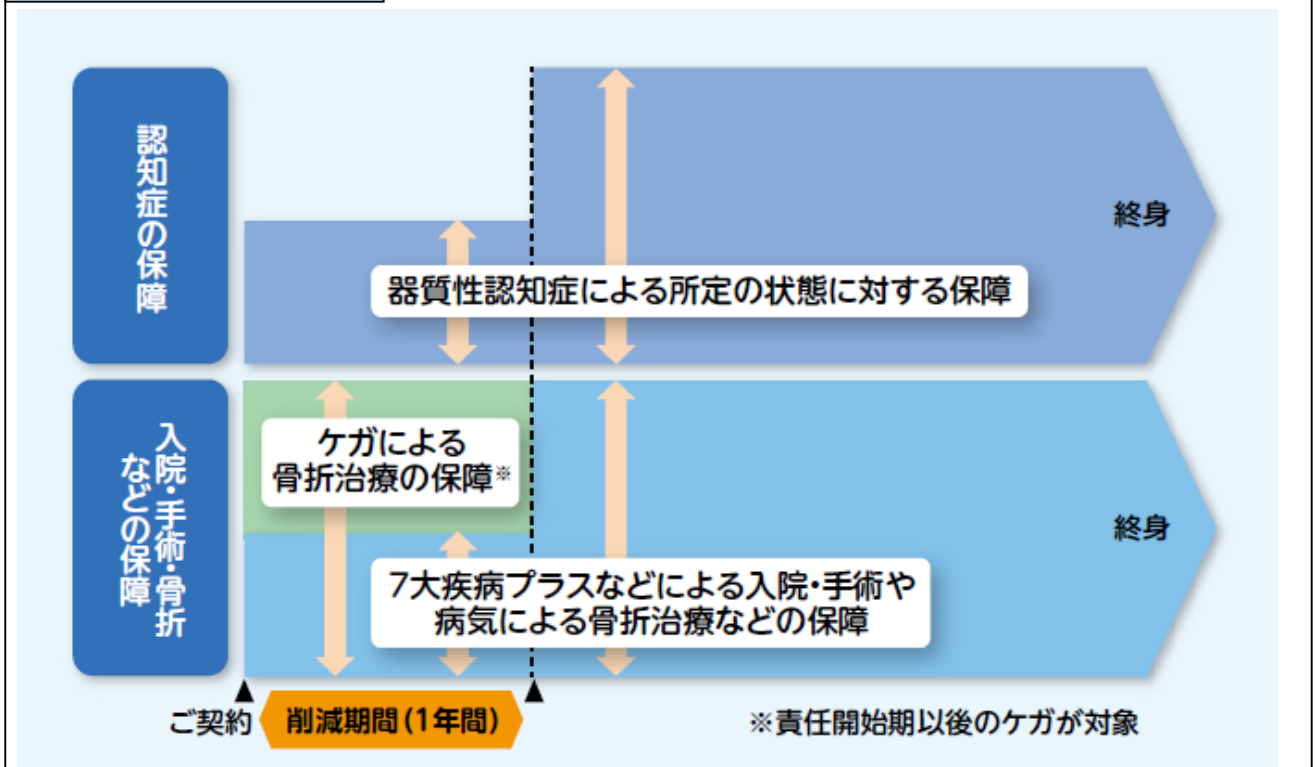 認知症の保障
終身
器質性認知症による所定の状態に対する保障
入院・手術・骨折
などの保障
ケガによる
骨折治療の保障※
終身
7大疾病プラスなどによる入院・手術や
病気による骨折治療などの保障
ご契約
削減期間(1年間)
※責任開始期以後のケガが対象